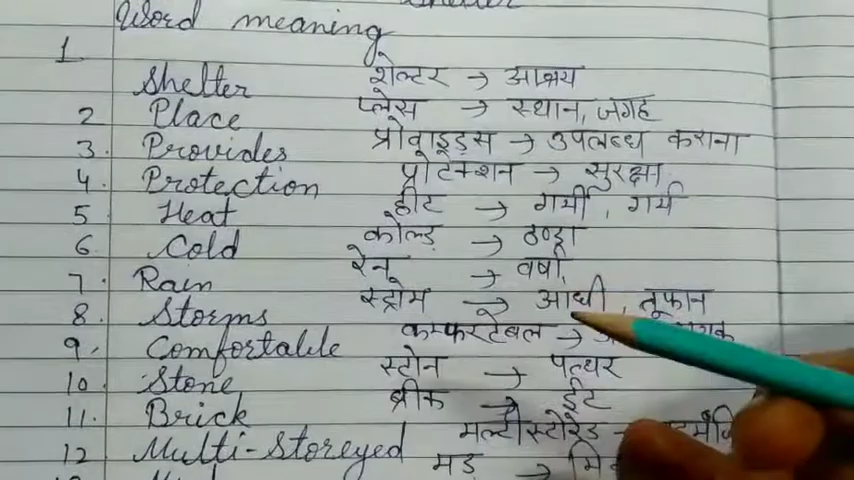 Shelter
Word meaning
1 Shelter शेल्टर → आश्रय
2 Place प्लेस → स्थान, जगह
3. Provides प्रोवाइड्स → उपलब्ध कराना
4. Protection प्रोटेक्शन → सुरक्षा
5 Heat हीट → गर्मी, गर्म
6 Cold कोल्ड → ठण्डा
7. Rain रेन → वर्षा,
8. Storms स्ट्रोम → आंधी, तूफान
9, Comfortable कम्फरटेबल →
10. Stone स्टोन → पत्थर
11. Brick ब्रीक → ईट
12 Multi-Storeyed मल्टीस्टोरेड →
मड →